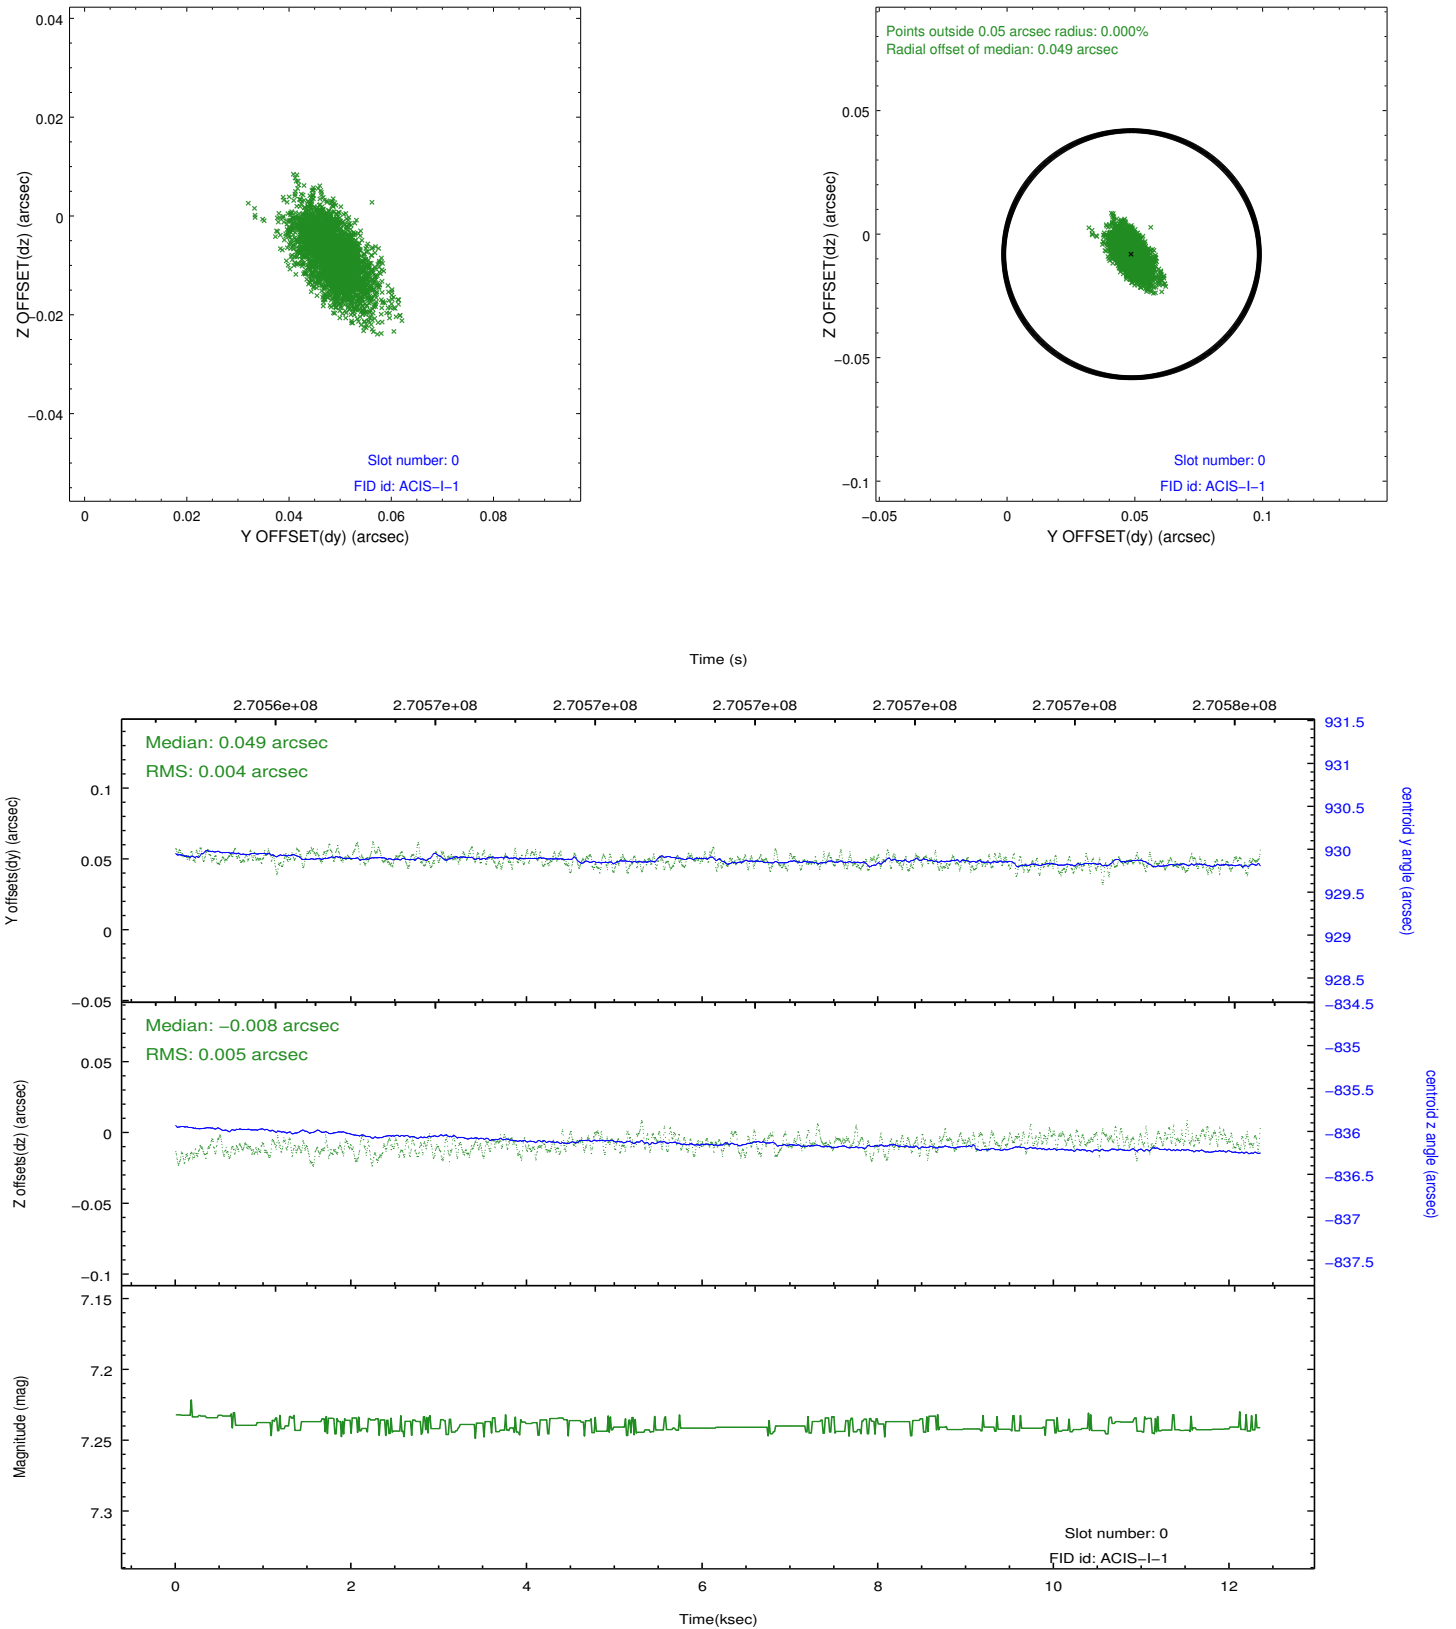 0.04
0.02
0
−0.02
−0.04
Z OFFSET(dz) (arcsec)
Slot number: 0
FID id: ACIS−I−1
0
0.02
0.04
0.06
0.08
Y OFFSET(dy) (arcsec)
Points outside 0.05 arcsec radius: 0.000%
Radial offset of median: 0.049 arcsec
0.05
0
−0.05
−0.1
Z OFFSET(dz) (arcsec)
Slot number: 0
FID id: ACIS−I−1
−0.05
0
0.05
0.1
Y OFFSET(dy) (arcsec)
Time (s)
2.7056e+08
2.7057e+08
2.7057e+08
2.7057e+08
2.7057e+08
2.7057e+08
2.7058e+08
Median: 0.049 arcsec
RMS: 0.004 arcsec
0.1
0.05
0
−0.05
Y offsets(dy) (arcsec)
931.5
931
930.5
930
929.5
929
928.5
centroid y angle (arcsec)
Median: −0.008 arcsec
RMS: 0.005 arcsec
0.05
0
−0.05
−0.1
Z offsets(dz) (arcsec)
−834.5
−835
−835.5
−836
−836.5
−837
−837.5
centroid z angle (arcsec)
7.15
7.2
7.25
7.3
Magnitude (mag)
Slot number: 0
FID id: ACIS−I−1
0
2
4
6
8
10
12
Time(ksec)